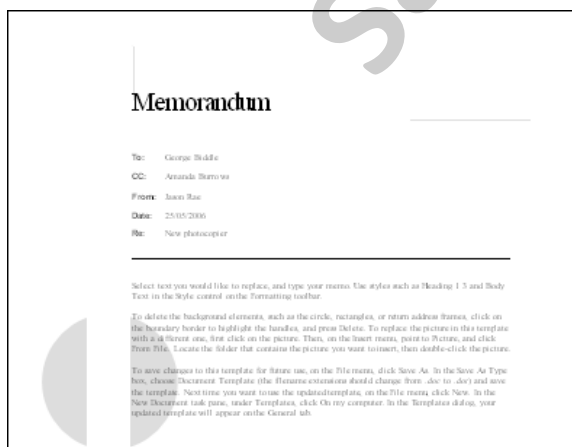 Sa
Memorandum
To: George Biddle
CC: Amanda Burrows
From: Jason Rae
Date: 25/05/2006
Re: New photocopier
Select text you would like to replace, and type your memo. Use styles such as Heading 1 3 and Body
Text in the Style control on the Formatting toolbar.
To delete the background elements, such as the circle, rectangles, or return address frames, click on
the boundary border to highlight the handles, and press Delete. To replace the picture in this template
with a different one, first click on the picture. Then, on the Insert menu, point to Picture, and click
From File. Locate the folder that contains the picture you want to insert, then double-click the picture.
To save changes to this template for future use, on the File menu, click Save As. In the Save As Type
box, choose Document Template (the filename extensions should change from .doc to .dot) and save
the template. Next time you want to use the updated template, on the File menu, click New. In the
New Document task pane, under Templates, click On my computer. In the Templates dialog, your
updated template will appear on the General tab.